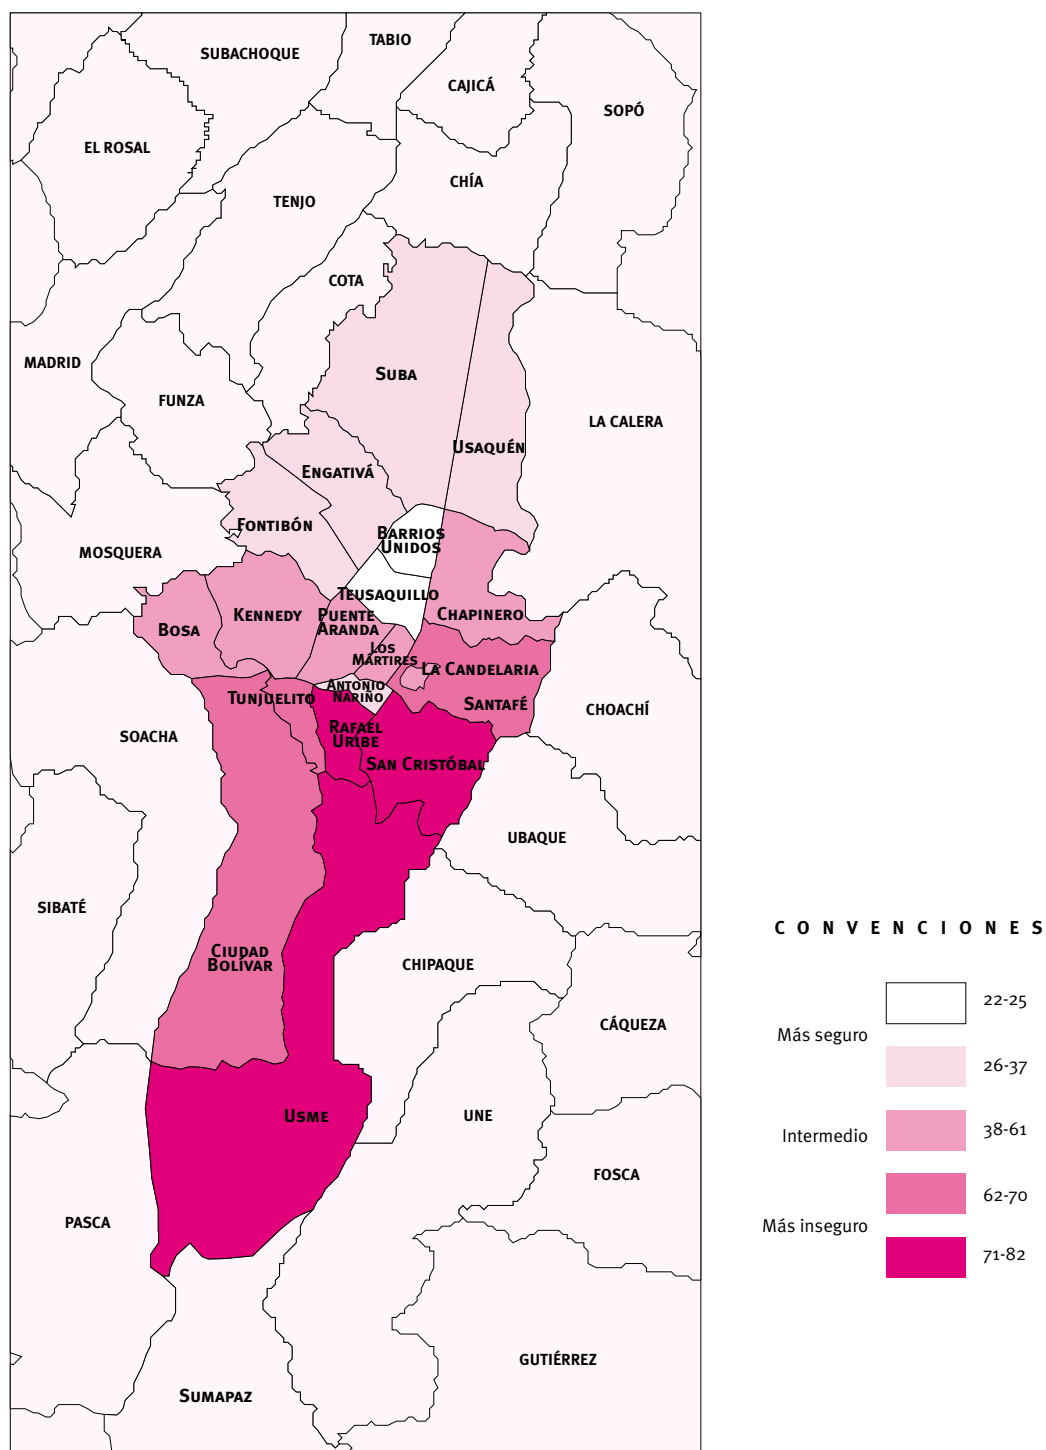 TABIO
SUBACHOQUE
CAJICÁ
SOPÓ
EL ROSAL
CHÍA
TENJO
COTA
MADRID
SUBA
FUNZA
LA CALERA
USAQUÉN
ENGATIVÁ
FONTIBÓN
BARRIOS
UNIDOS
MOSQUERA
TEUSAQUILLO
KENNEDY
PUENTE
ARANDA
CHAPINERO
BOSA
LOS
MÁRTIRES
LA CANDELARIA
ANTONIO
NARIÑO
TUNJUELITO
SANTAFÉ
CHOACHÍ
RAFAEL
URIBE
SOACHA
SAN CRISTÓBAL
UBAQUE
SIBATÉ
CIUDAD
BOLÍVAR
CHIPAQUE
CÁQUEZA
USME
UNE
FOSCA
PASCA
GUTIÉRREZ
SUMAPAZ
CONVENCIONES
22-25
Más seguro
26-37
Intermedio
38-61
62-70
Más inseguro
71-82